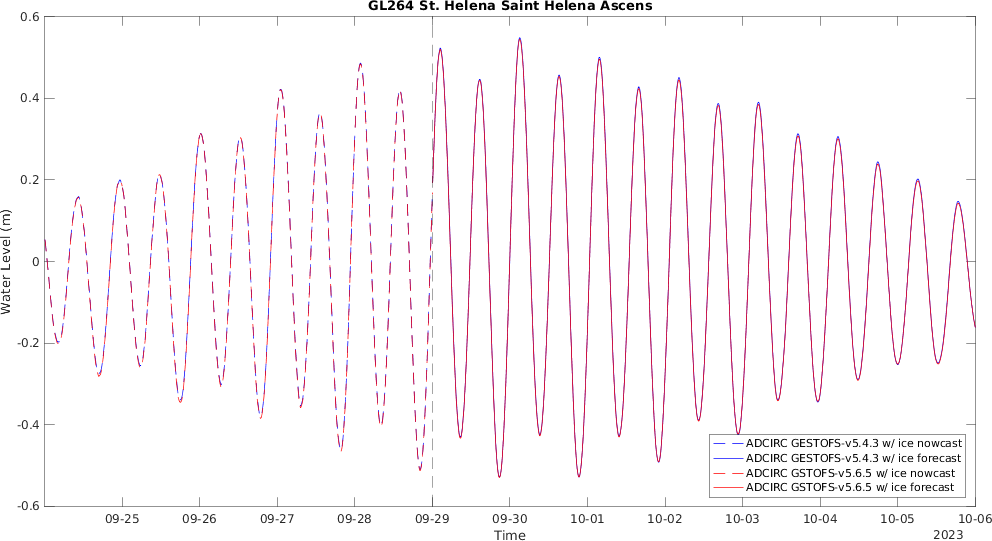 GL264 St. Helena Saint Helena Ascens
0.6
0.4
0.2
0
-0.2
-0.4
-0.6
Water Level (m)
09-25 09-26 09-27 09-28 09-29 09-30 10-01 10-02 10-03 10-04 10-05 10-06
Time
2023
ADCIRC GESTOFS-v5.4.3 w/ ice nowcast
ADCIRC GESTOFS-v5.4.3 w/ ice forecast
ADCIRC GSTOFS-v5.6.5 w/ ice nowcast
ADCIRC GSTOFS-v5.6.5 w/ ice forecast